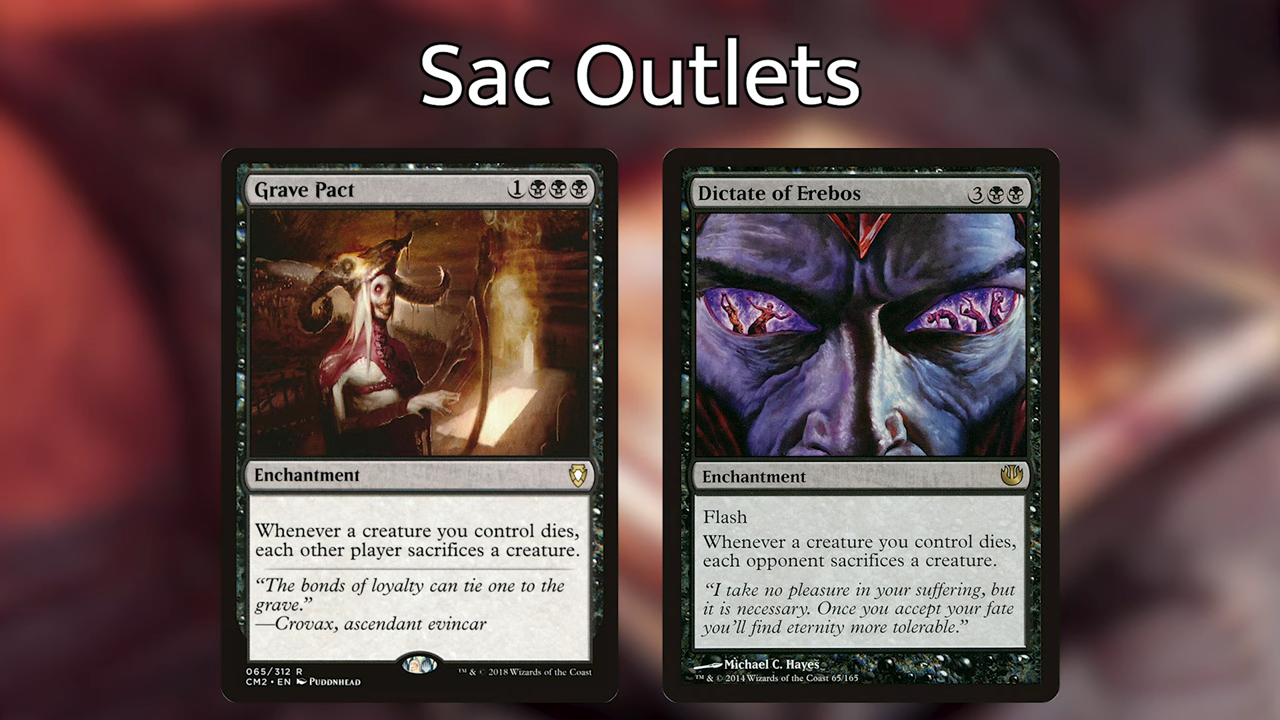 Sac Outlets
Grave Pact
1
Enchantment
Whenever a creature you control dies,
each other player sacrifices a creature.
“The bonds of loyalty can tie one to the
grave.”
—Crovax, ascendant evincar
065/312 R
CM2 • EN Puddnhead
™ & © 2018 Wizards of the Coast
Dictate of Erebos
3
Enchantment
Flash
Whenever a creature you control dies,
each opponent sacrifices a creature.
“I take no pleasure in your suffering, but
it is necessary. Once you accept your fate
you’ll find eternity more tolerable.”
Michael C. Hayes
™ & © 2014 Wizards of the Coast 65/165